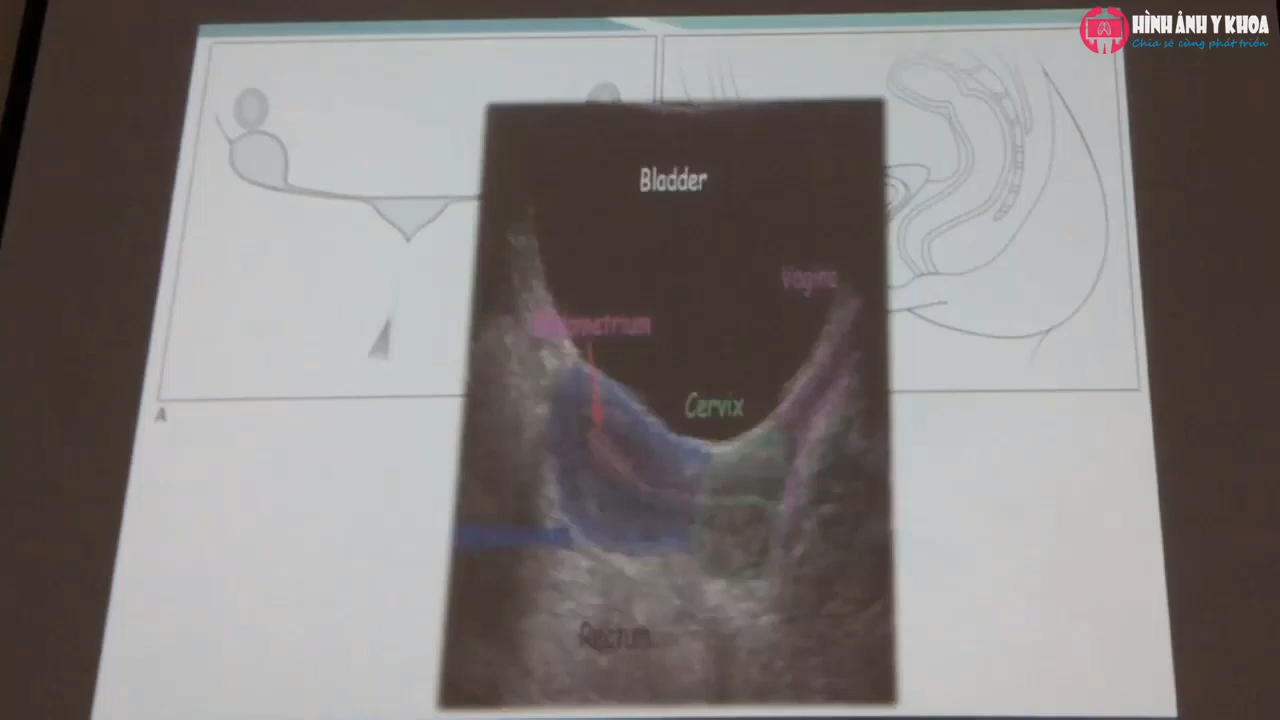 HÌNH ẢNH Y KHOA
Chia sẻ cùng phát triển
Bladder
Vagina
Cervix
Rectum
A